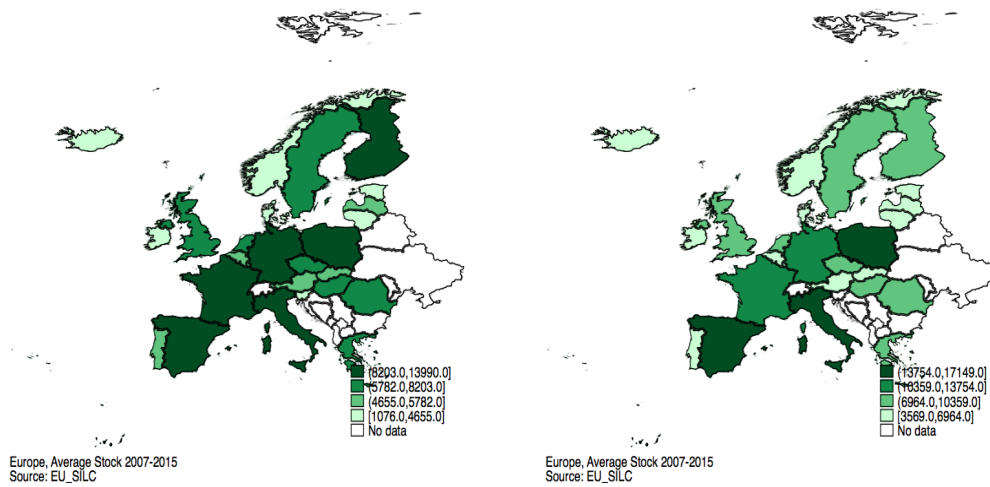 (8203.0,13990.0]
(5782.0,8203.0]
(4655.0,5782.0]
[1076.0,4655.0]
No data
Europe, Average Stock 2007-2015
Source: EU_SILC
(13754.0,17149.0]
(10359.0,13754.0]
(6964.0,10359.0]
[3569.0,6964.0]
No data
Europe, Average Stock 2007-2015
Source: EU_SILC